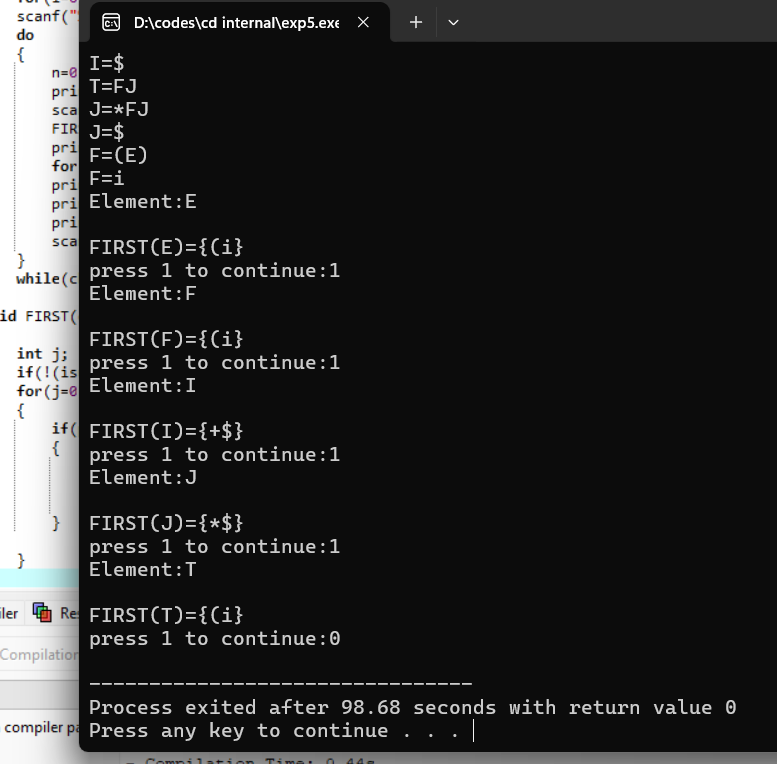 scanf("
do
{
n=0
pri
sca
FIR
pri
for
pri
pri
pri
sca
}
while(c
id FIRST(
int j;
if(!(is
for(j=0
{
if(
{
}
}
ler
Re
Compilation
compiler pa
D:\codes\cd internal\exp5.exe
I=$
T=FJ
J=*FJ
J=$
F=(E)
F=i
Element:E
FIRST(E)={(i}
press 1 to continue:1
Element:F
FIRST(F)={(i}
press 1 to continue:1
Element:I
FIRST(I)={+$}
press 1 to continue:1
Element:J
FIRST(J)={*$}
press 1 to continue:1
Element:T
FIRST(T)={(i}
press 1 to continue:0
--------------------------------
Process exited after 98.68 seconds with return value 0
Press any key to continue . . .
- Compilation Time: 0.44s